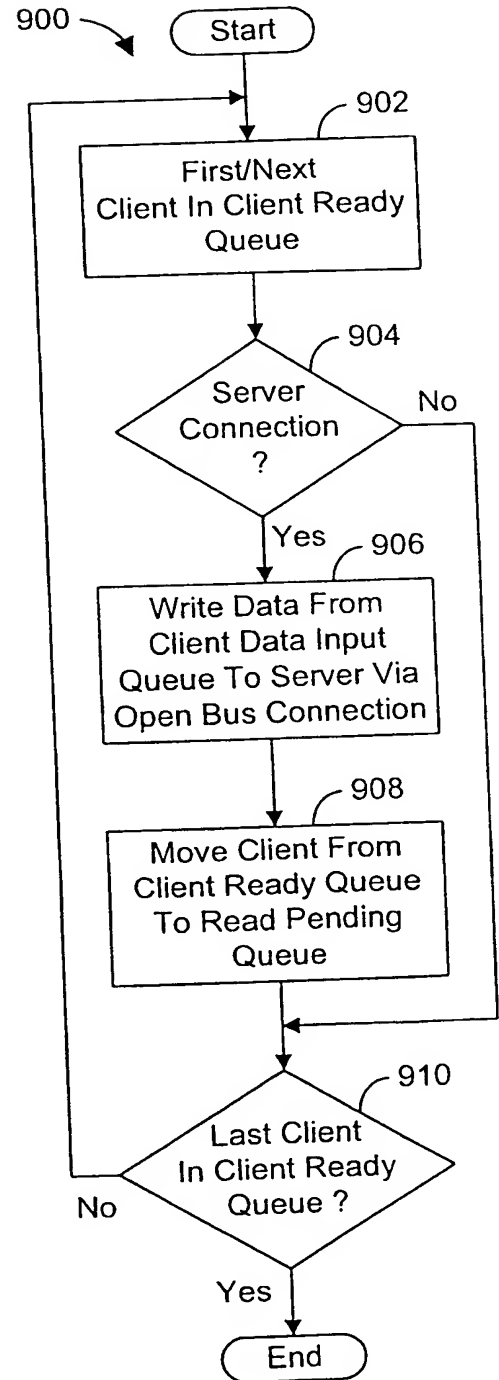 900
Start
902
First/Next
Client In Client Ready
Queue
904
Server
Connection
?
No
Yes
906
Write Data From
Client Data Input
Queue To Server Via
Open Bus Connection
908
Move Client From
Client Ready Queue
To Read Pending
Queue
910
Last Client
In Client Ready
Queue ?
No
Yes
End